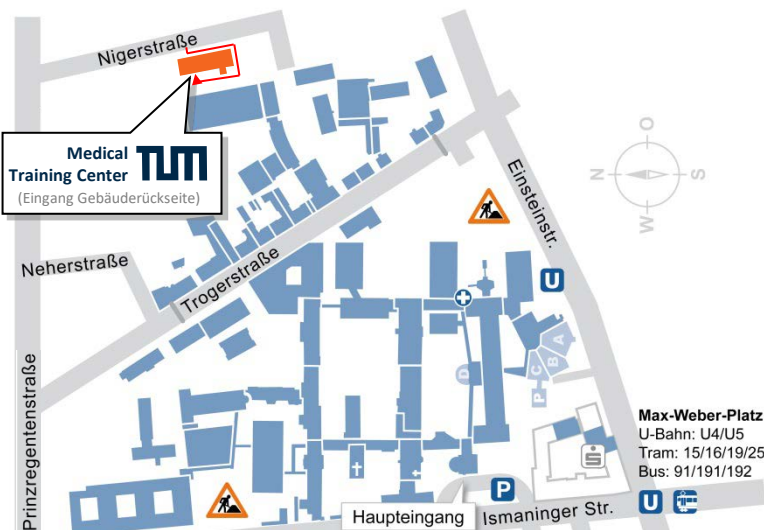 Nigerstraße
Medical
Training Center
TUM
(Eingang Gebäuderückseite)
Einsteinstr.
O
N
S
W
Neherstraße
Trogerstraße
U
Prinzregentenstraße
A
B
C
D
P
Max-Weber-Platz
U-Bahn: U4/U5
Tram: 15/16/19/25
Bus: 91/191/192
S
P
Haupteingang
Ismaninger Str.
U